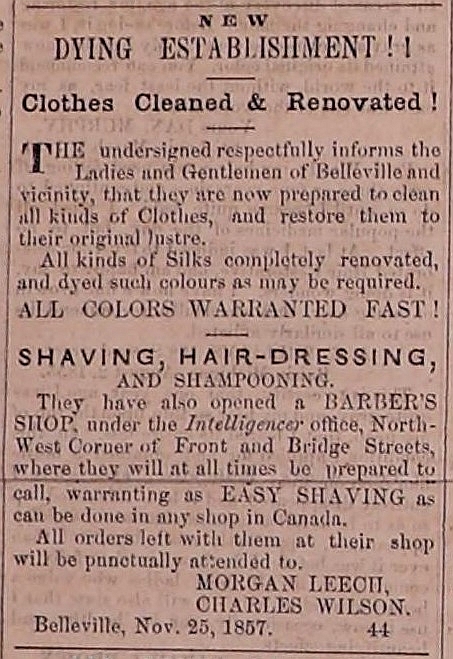 NEW
DYING ESTABLISHMENT!!
Clothes Cleaned & Renovated!
THE undersigned respectfully informs the
Ladies and Gentlemen of Belleville and
vicinity, that they are now prepared to clean
all kinds of Clothes, and restore them to
their original lustre.
All kinds of Silks completely renovated,
and dyed such colours as may be required.
ALL COLORS WARRANTED FAST!
SHAVING, HAIR-DRESSING,
AND SHAMPOONING.
They have also opened a BARBER'S
SHOP, under the Intelligencer office, North-
West Corner of Front and Bridge Streets,
where they will at all times be prepared to
call, warranting as EASY SHAVING as
can be done in any shop in Canada.
All orders left with them at their shop
will be punctually attended to.
MORGAN LEECH,
CHARLES WILSON.
Belleville, Nov. 25, 1857. 44